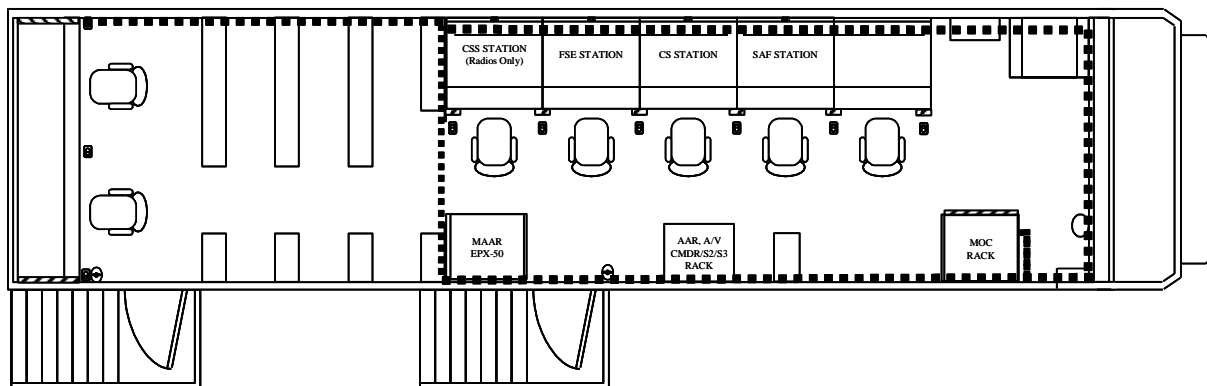 CSS STATION
(Radios Only)
FSE STATION
CS STATION
SAF STATION
MAAR
EPX-50
AAR, A/V
CMDR/S2/S3
RACK
MOC
RACK